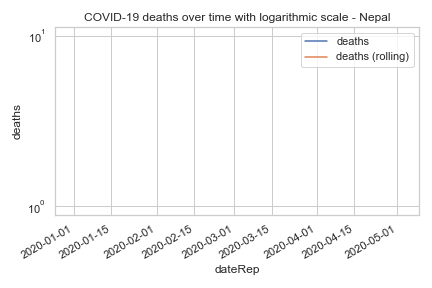 COVID-19 deaths over time with logarithmic scale - Nepal
10¹
deaths
deaths (rolling)
deaths
10⁰
2020-01-01
2020-01-15
2020-02-01
2020-02-15
2020-03-01
2020-03-15
2020-04-01
2020-04-15
2020-05-01
dateRep